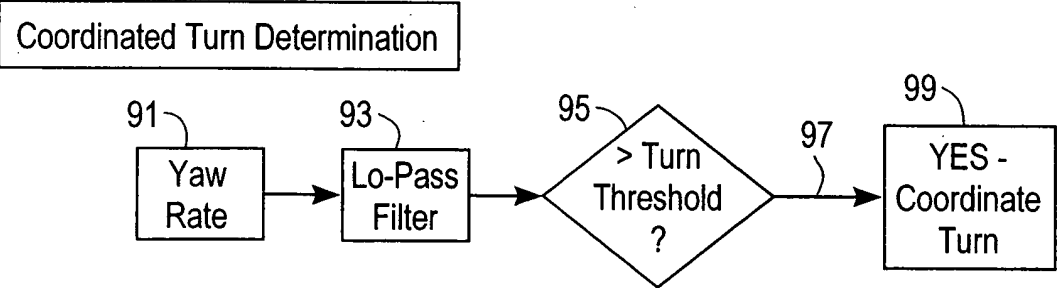 Coordinated Turn Determination
91
Yaw
Rate
93
Lo-Pass
Filter
95
> Turn
Threshold
?
97
99
YES -
Coordinate
Turn